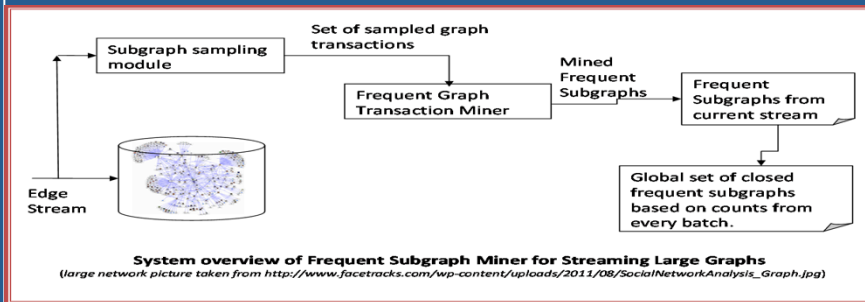 Subgraph sampling
module
Set of sampled graph
transactions
Frequent Graph
Transaction Miner
Mined
Frequent
Subgraphs
Frequent
Subgraphs from
current stream
Edge
Stream
Global set of closed
frequent subgraphs
based on counts from
every batch.
System overview of Frequent Subgraph Miner for Streaming Large Graphs
(large network picture taken from http://www.facetracks.com/wp-content/uploads/2011/08/SocialNetworkAnalysis_Graph.jpg)